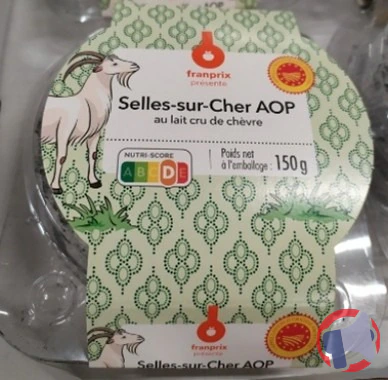 franprix
présente
Selles-sur-Cher AOP
au lait cru de chèvre
NUTRI-SCORE
A B C D E
Poids net
à l'emballage : 150 g
franprix
présente
Selles-sur-Cher AOP